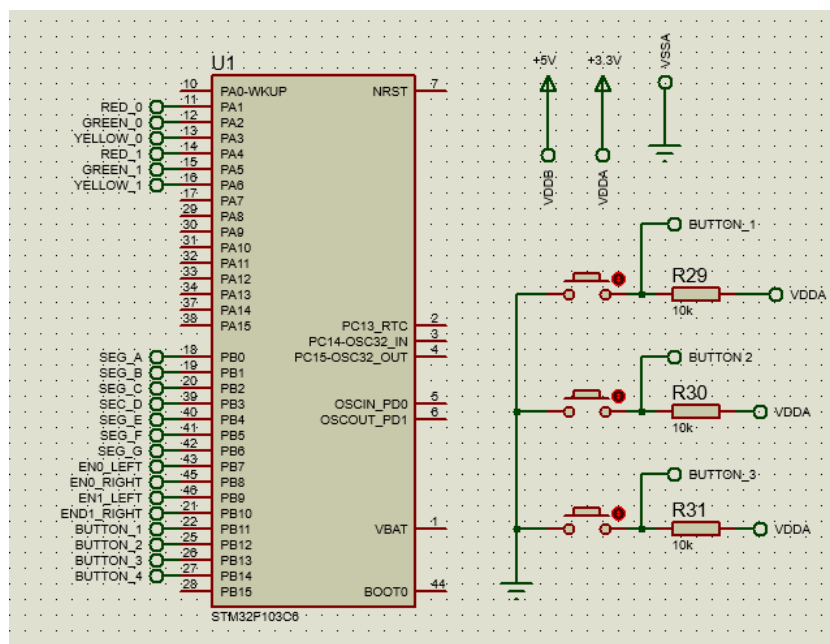 U1
10 PA0-WKUP NRST 7
RED_0 11 PA1
GREEN_0 12 PA2
YELLOW_0 13 PA3
RED_1 14 PA4
GREEN_1 15 PA5
YELLOW_1 16 PA6
17 PA7
29 PA8
30 PA9
31 PA10
32 PA11
33 PA12
34 PA13
37 PA14
38 PA15
PC13_RTC 2
PC14-OSC32_IN 3
PC15-OSC32_OUT 4
SEG_A 18 PB0
SEG_B 19 PB1
SEG_C 20 PB2
SEC_D 39 PB3 OSCIN_PD0 5
SEG_E 40 PB4 OSCOUT_PD1 6
SEG_F 41 PB5
SEG_G 42 PB6
EN0_LEFT 43 PB7
EN0_RIGHT 45 PB8
EN1_LEFT 46 PB9
END1_RIGHT 21 PB10
BUTTON_1 22 PB11 VBAT 1
BUTTON_2 25 PB12
BUTTON_3 26 PB13
BUTTON_4 27 PB14
28 PB15 BOOT0 44
STM32F103C6
+5V
VDDB
+3.3V
VDDA
VSSA
BUTTON_1
R29
10k
VDDA
BUTTON 2
R30
10k
VDDA
BUTTON_3
R31
10k
VDDA